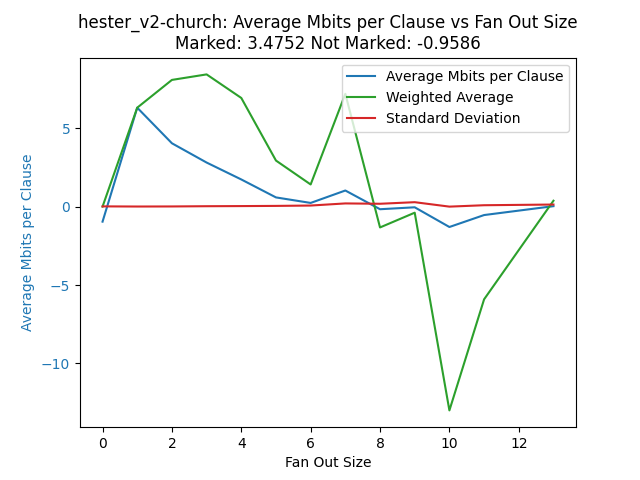 hester_v2-church: Average Mbits per Clause vs Fan Out Size
Marked: 3.4752 Not Marked: -0.9586
Average Mbits per Clause
Weighted Average
Standard Deviation
Average Mbits per Clause
5
0
−5
−10
0 2 4 6 8 10 12
Fan Out Size